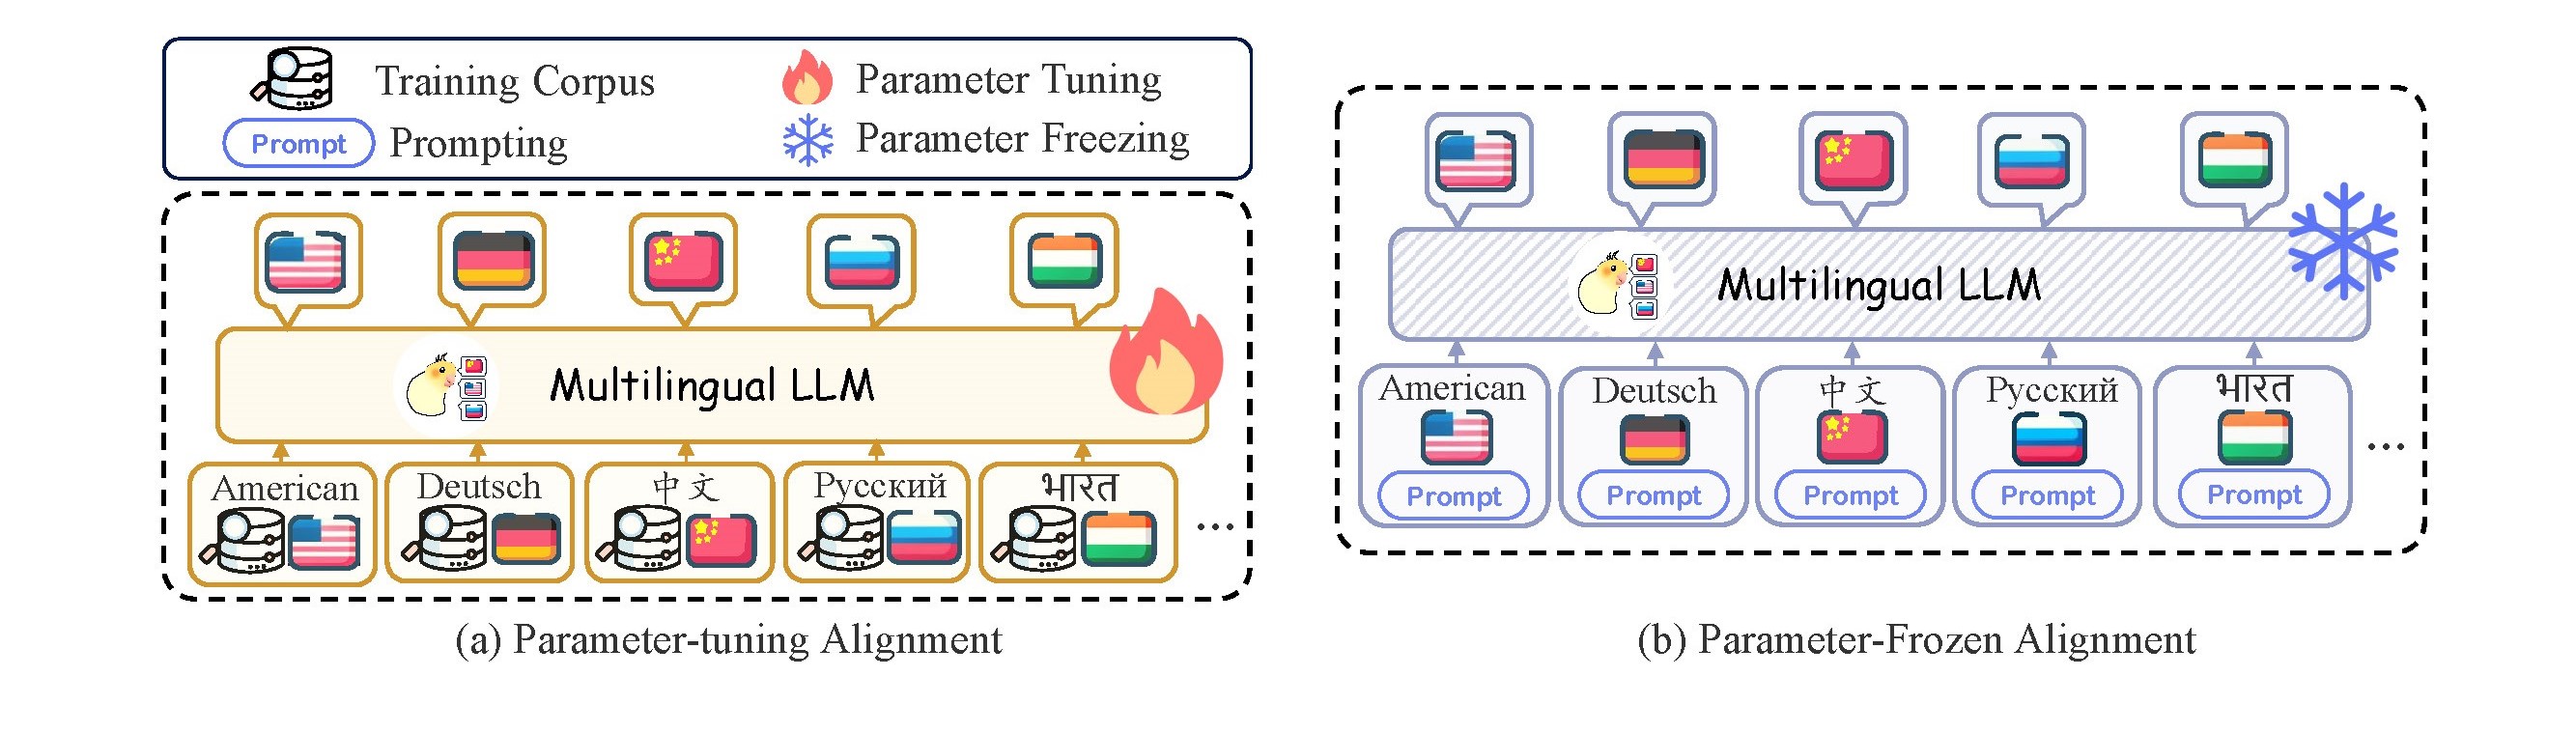 Training Corpus
Parameter Tuning
Prompt Prompting
Parameter Freezing
Multilingual LLM
American
Deutsch
中文
Русский
भारत
...
(a) Parameter-tuning Alignment
Multilingual LLM
American
Deutsch
中文
Русский
भारत
Prompt
Prompt
Prompt
Prompt
Prompt
...
(b) Parameter-Frozen Alignment